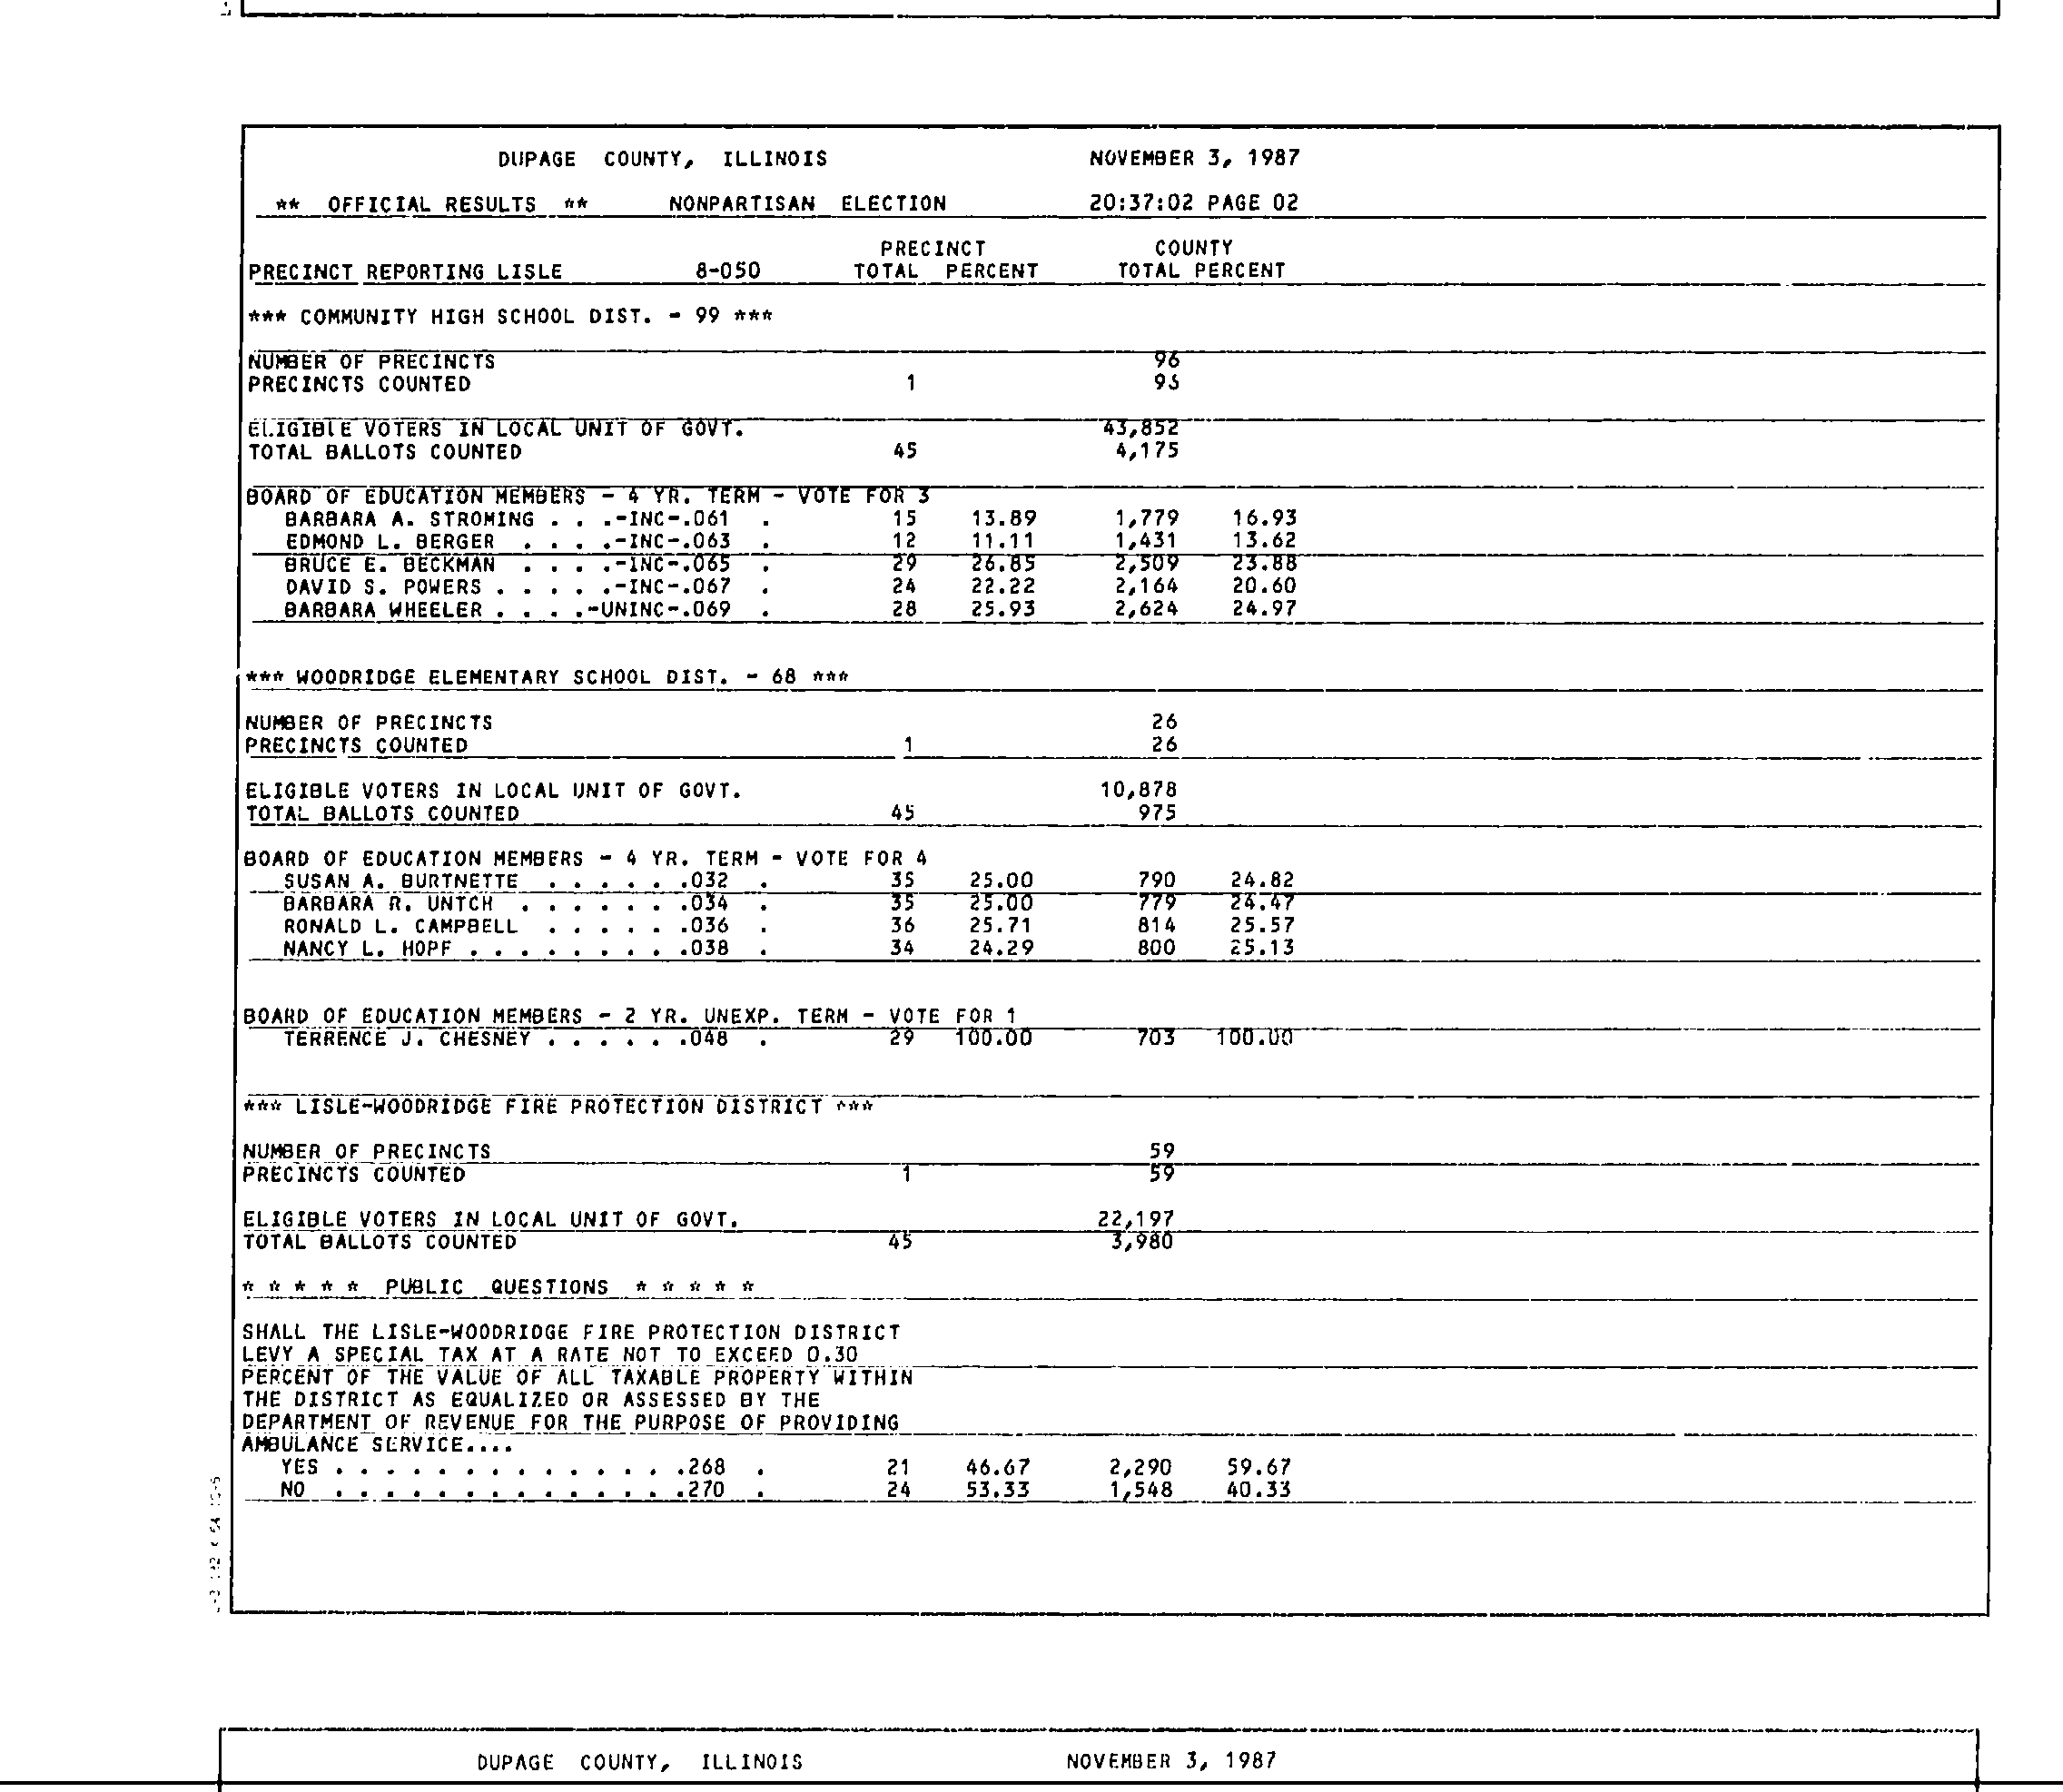 DUPAGE COUNTY, ILLINOIS NOVEMBER 3, 1987
** OFFICIAL RESULTS ** NONPARTISAN ELECTION 20:37:02 PAGE 02
PRECINCT COUNTY
PRECINCT REPORTING LISLE 8-050 TOTAL PERCENT TOTAL PERCENT
*** COMMUNITY HIGH SCHOOL DIST. - 99 ***
NUMBER OF PRECINCTS 96
PRECINCTS COUNTED 1
ELIGIBLE VOTERS IN LOCAL UNIT OF GOVT. 43,852
TOTAL BALLOTS COUNTED 45 4,175
BOARD OF EDUCATION MEMBERS - 4 YR. TERM - VOTE FOR 3
BARBARA A. STROMING . . .-INC-.061 . 15 13.89 1,779 16.93
EDMOND L. BERGER . . . .-INC-.063 . 12 11.11 1,431 13.62
BRUCE E. BECKMAN . . . .-INC-.065 . 29 26.85 2,509 23.88
DAVID S. POWERS . . . . .-INC-.067 . 24 22.22 2,164 20.60
BARBARA WHEELER . . . .-UNINC-.069 . 28 25.93 2,624 24.97
*** WOODRIDGE ELEMENTARY SCHOOL DIST. - 68 ***
NUMBER OF PRECINCTS 26
PRECINCTS COUNTED 1 26
ELIGIBLE VOTERS IN LOCAL UNIT OF GOVT. 10,878
TOTAL BALLOTS COUNTED 45 975
BOARD OF EDUCATION MEMBERS - 4 YR. TERM - VOTE FOR 4
SUSAN A. BURTNETTE . . . . . .032 . 35 25.00 790 24.82
BARBARA R. UNTCH . . . . . . .034 . 35 25.00 779 24.47
RONALD L. CAMPBELL . . . . . .036 . 36 25.71 814 25.57
NANCY L. HOPF . . . . . . . . .038 . 34 24.29 800 25.13
BOARD OF EDUCATION MEMBERS - 2 YR. UNEXP. TERM - VOTE FOR 1
TERRENCE J. CHESNEY . . . . . .048 . 29 100.00 703 100.00
*** LISLE-WOODRIDGE FIRE PROTECTION DISTRICT ***
NUMBER OF PRECINCTS 59
PRECINCTS COUNTED 1 59
ELIGIBLE VOTERS IN LOCAL UNIT OF GOVT. 22,197
TOTAL BALLOTS COUNTED 45 3,980
* * * * * PUBLIC QUESTIONS * * * * *
SHALL THE LISLE-WOODRIDGE FIRE PROTECTION DISTRICT
LEVY A SPECIAL TAX AT A RATE NOT TO EXCEED 0.30
PERCENT OF THE VALUE OF ALL TAXABLE PROPERTY WITHIN
THE DISTRICT AS EQUALIZED OR ASSESSED BY THE
DEPARTMENT OF REVENUE FOR THE PURPOSE OF PROVIDING
AMBULANCE SERVICE....
YES . . . . . . . . . . . . . .268 . 21 46.67 2,290 59.67
NO . . . . . . . . . . . . . .270 . 24 53.33 1,548 40.33
DUPAGE COUNTY, ILLINOIS NOVEMBER 3, 1987